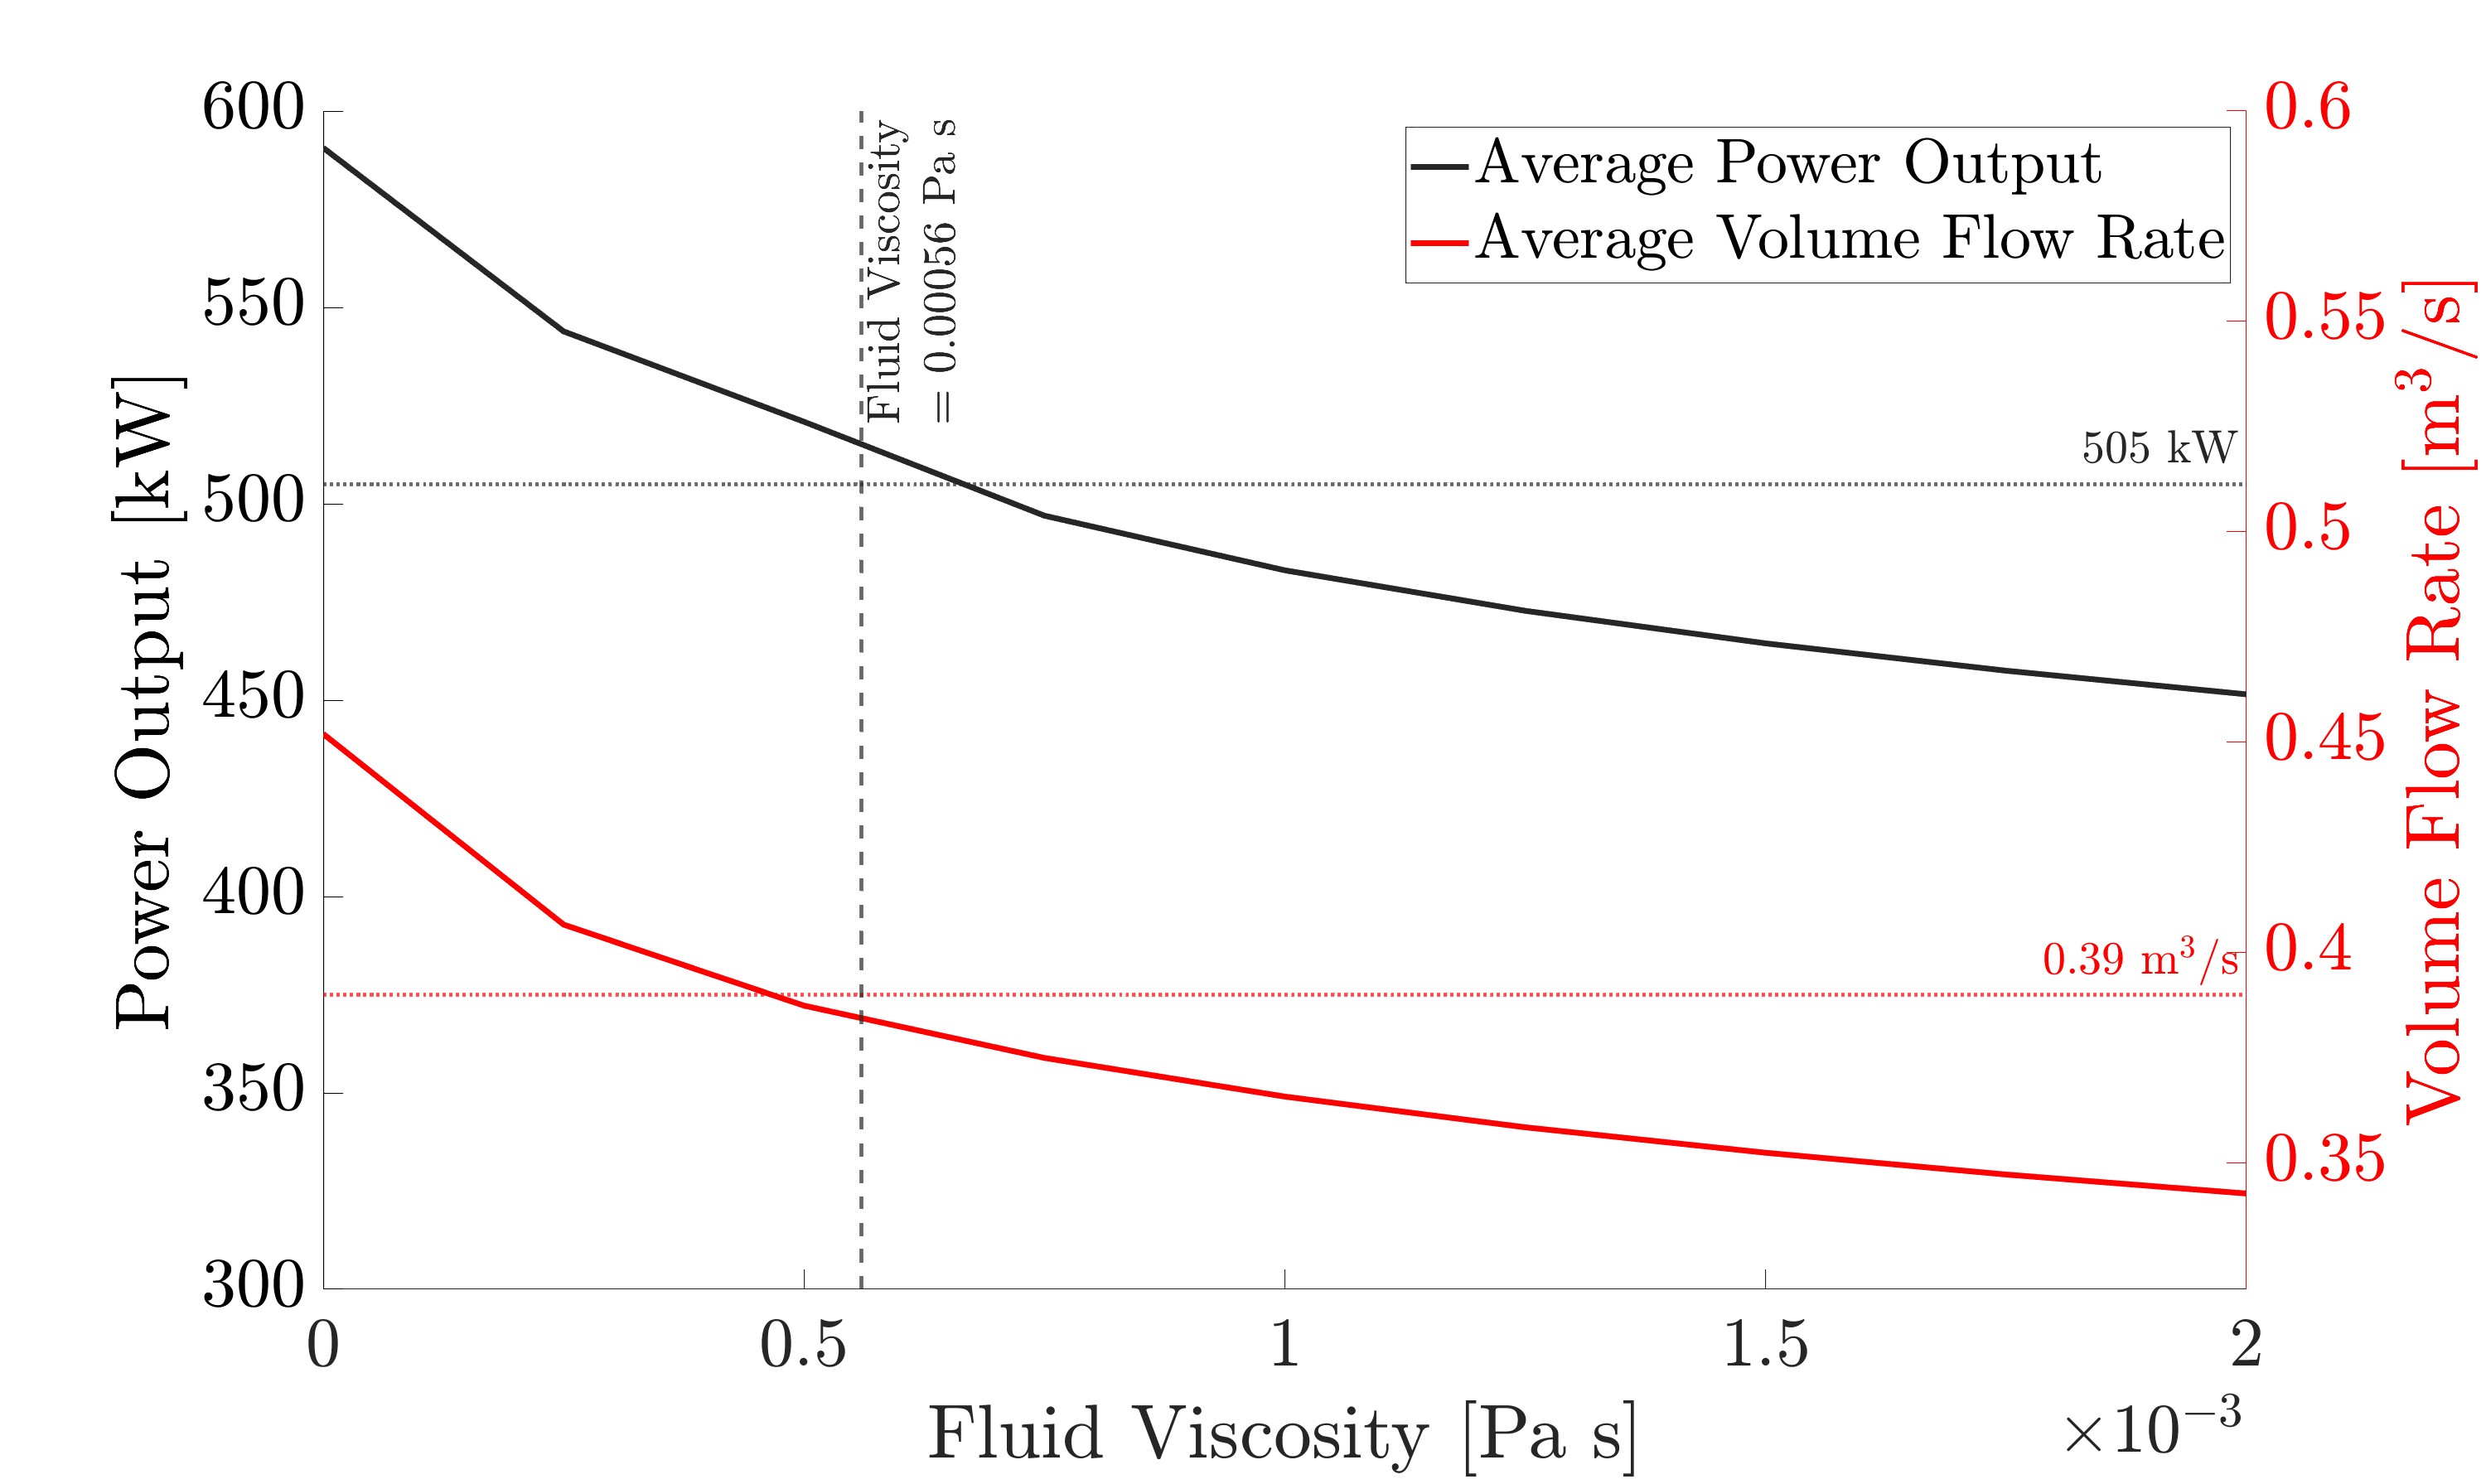 600
550
500
450
400
350
300
Power Output [kW]
Fluid Viscosity
= 0.00056 Pa s
Average Power Output
Average Volume Flow Rate
505 kW
0.39 m³/s
0.6
0.55
0.5
0.45
0.4
0.35
Volume Flow Rate [m³/s]
0
0.5
1
1.5
2
×10⁻³
Fluid Viscosity [Pa s]